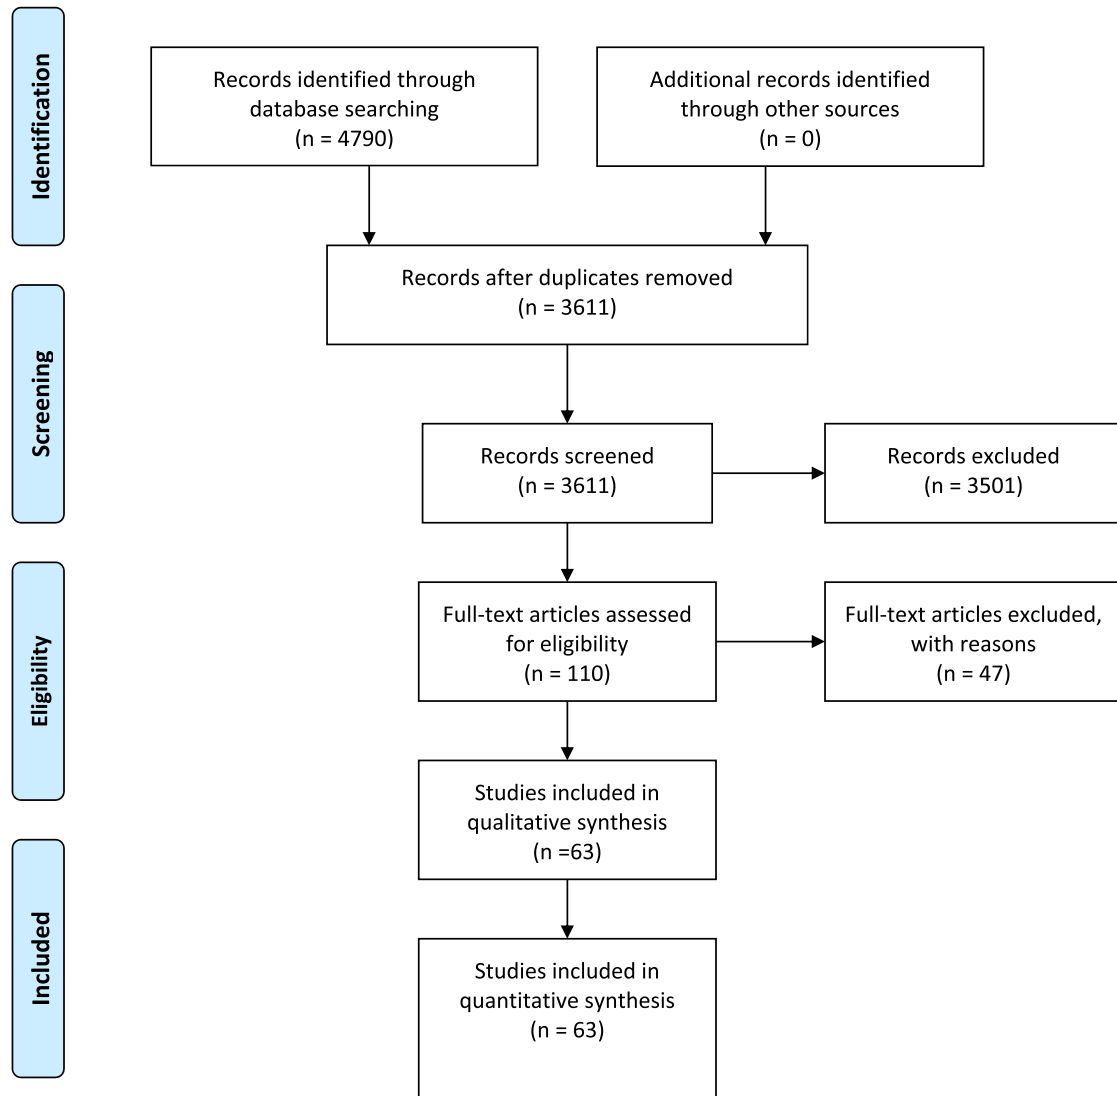 Identification
Records identified through
database searching
(n = 4790)
Additional records identified
through other sources
(n = 0)
Records after duplicates removed
(n = 3611)
Screening
Records screened
(n = 3611)
Records excluded
(n = 3501)
Eligibility
Full-text articles assessed
for eligibility
(n = 110)
Full-text articles excluded,
with reasons
(n = 47)
Studies included in
qualitative synthesis
(n =63)
Included
Studies included in
quantitative synthesis
(n = 63)